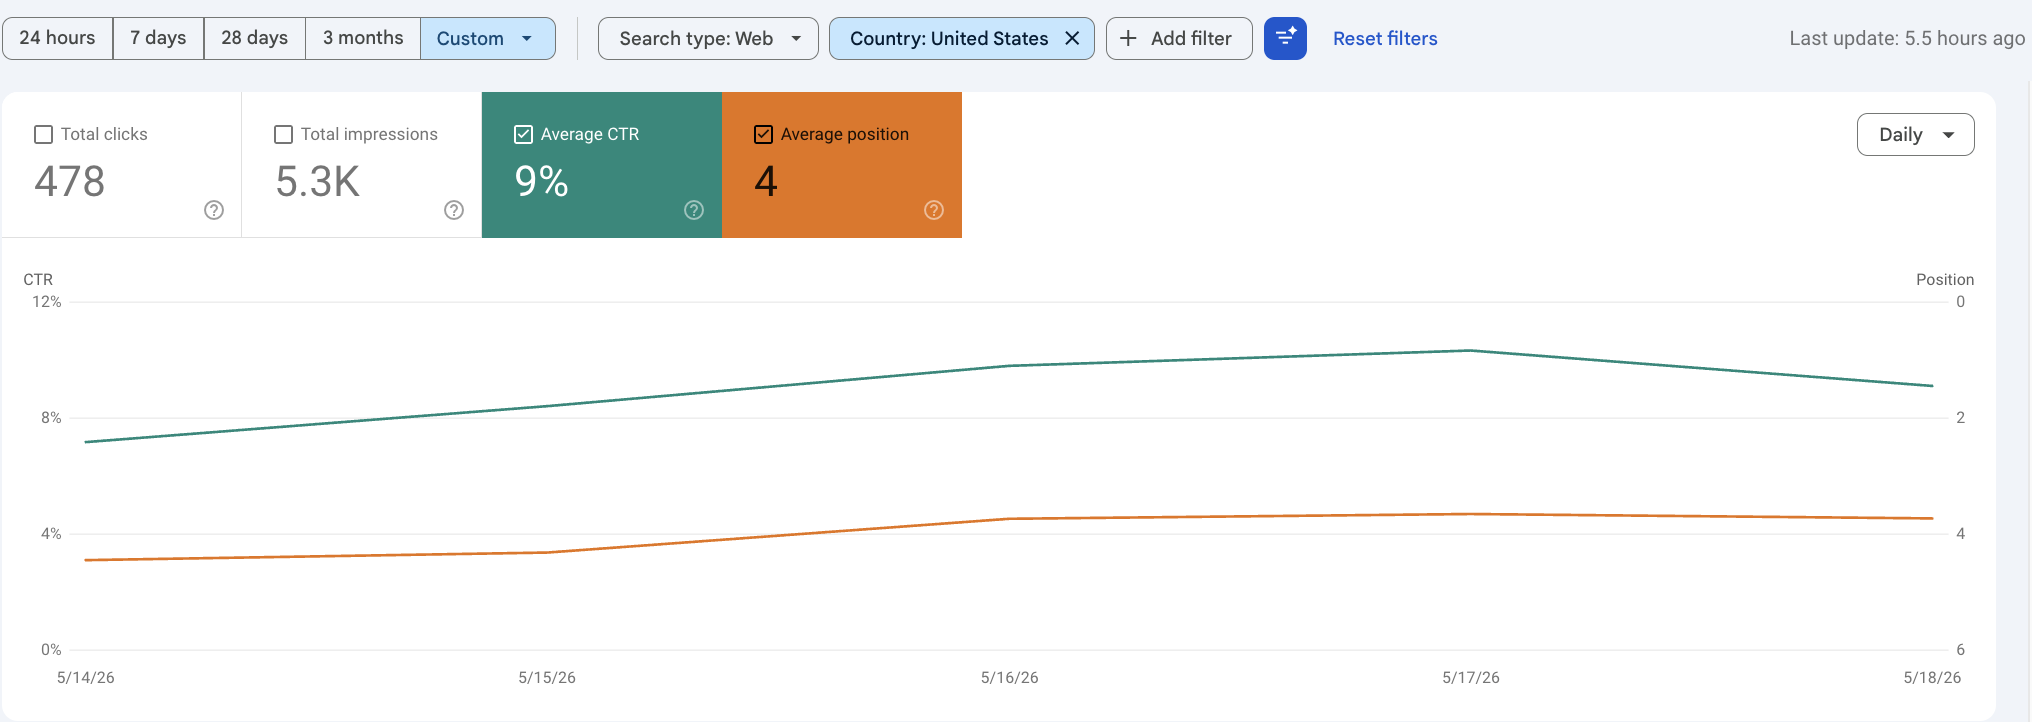 24 hours 7 days 28 days 3 months Custom Search type: Web Country: United States Add filter Reset filters Last update: 5.5 hours ago
Total clicks Total impressions Average CTR Average position Daily
478 5.3K 9% 4
CTR Position
12% 0
8% 2
4% 4
0% 6
5/14/26 5/15/26 5/16/26 5/17/26 5/18/26